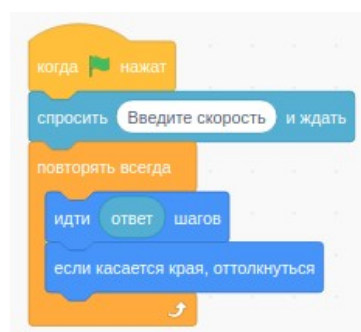 когда нажат
спросить Введите скорость и ждать
повторять всегда
идти ответ шагов
если касается края, оттолкнуться